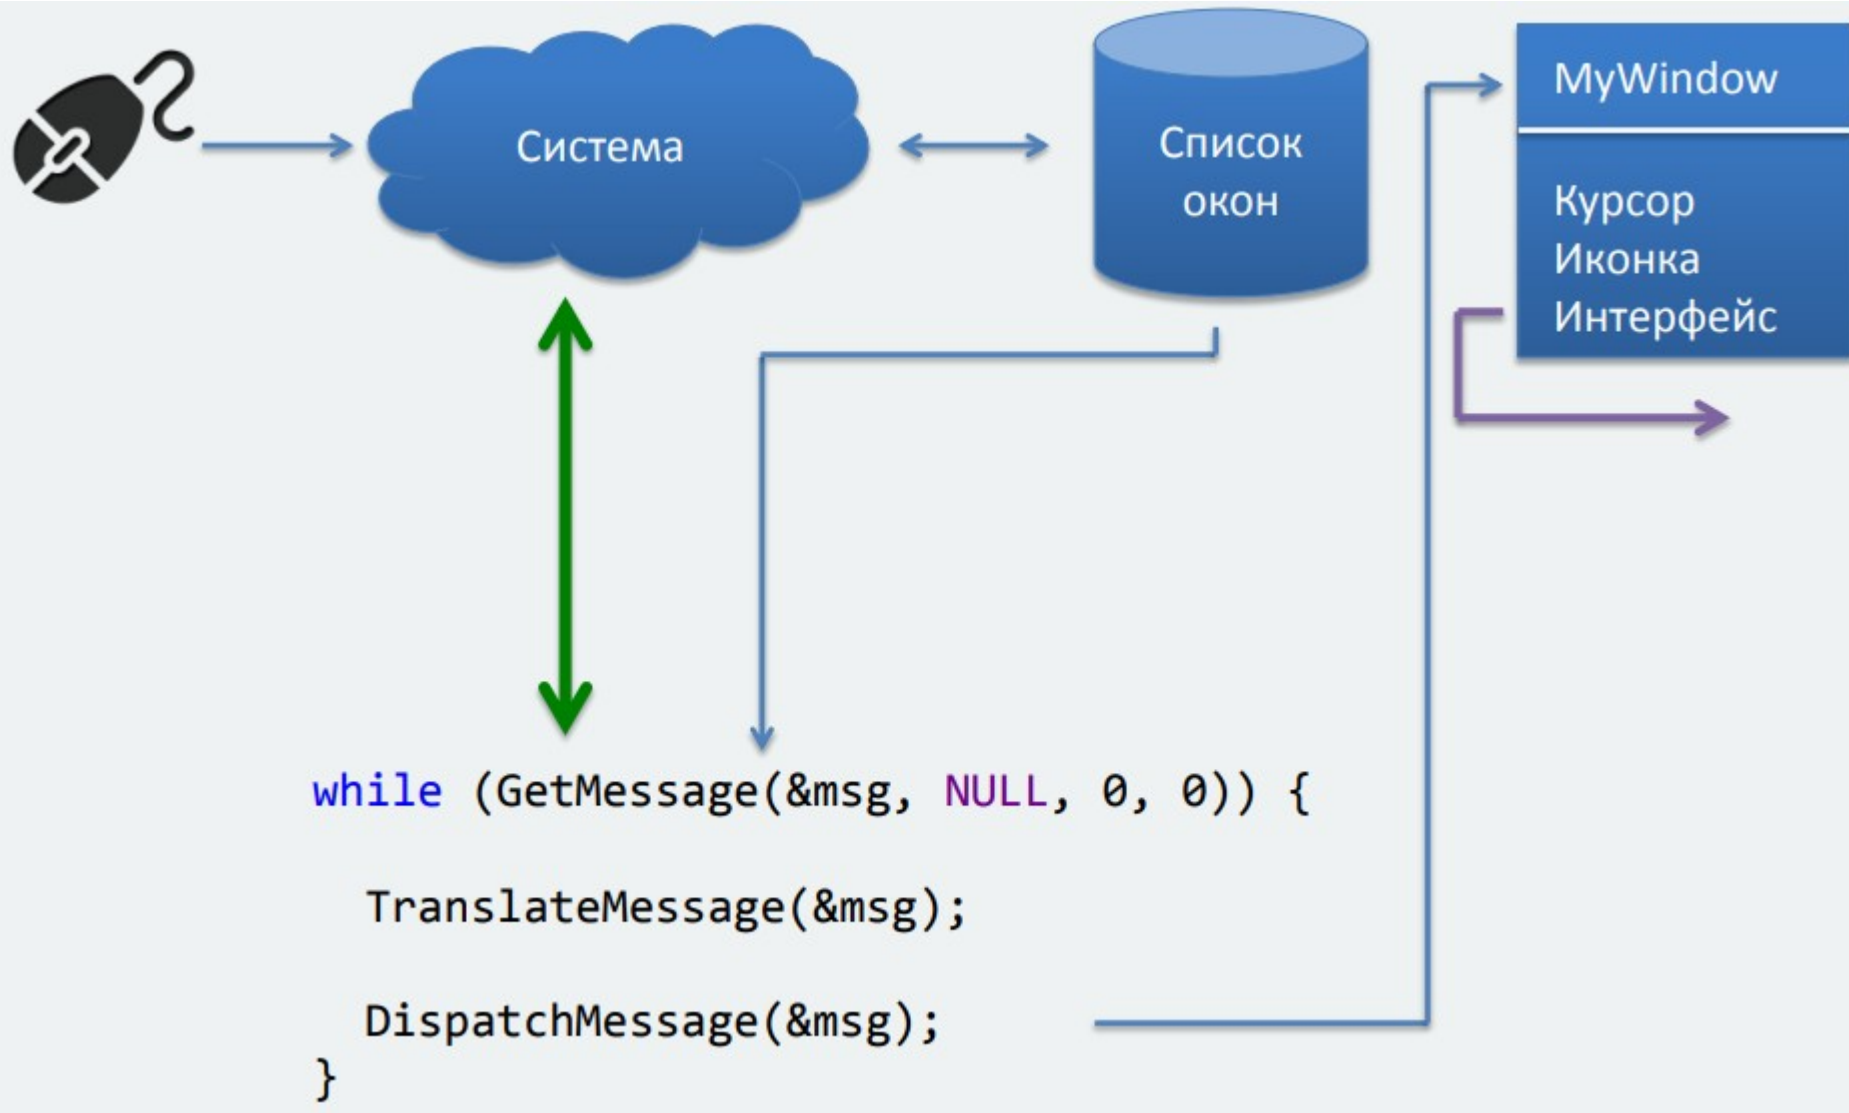 Система
Список
окон
MyWindow
Курсор
Иконка
Интерфейс
while (GetMessage(&msg, NULL, 0, 0)) {
TranslateMessage(&msg);
DispatchMessage(&msg);
}